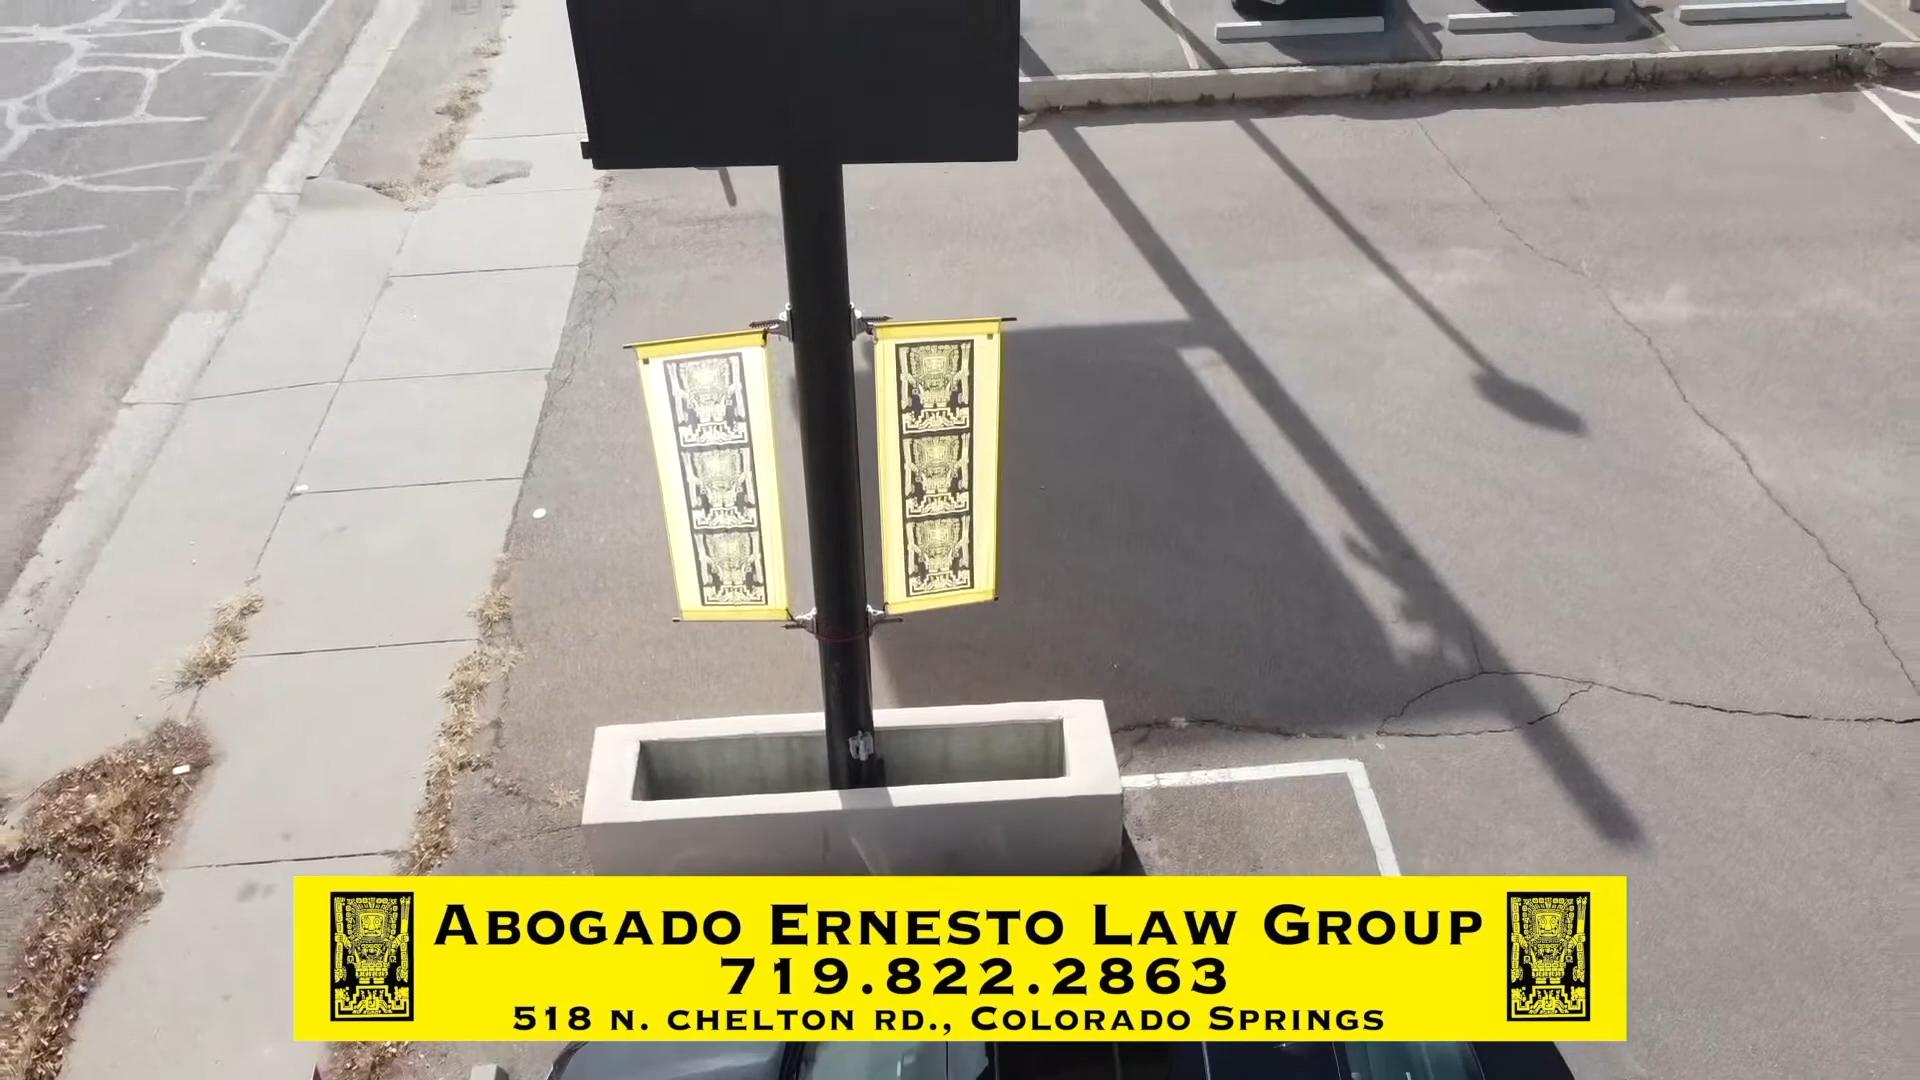 Abogado Ernesto Law Group
719.822.2863
518 N. Chelton Rd., Colorado Springs